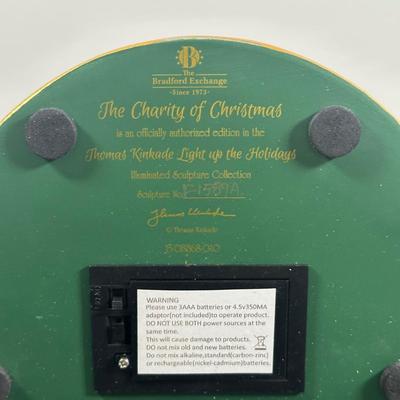 B
The
Bradford Exchange
-Since 1973-
The Charity of Christmas
is an officially authorized edition in the
Thomas Kinkade Light up the Holidays
Illuminated Sculpture Collection
Sculpture No. F1559A
Thomas Kinkade
© Thomas Kinkade
WARNING
Please use 3AAA batteries or 4.5v350MA
adaptor(not included)to operate product.
DO NOT USE BOTH power sources at the
same time.
This will cause damage to products.
DO not mix old and new batteries.
Do not mix alkaline,standard(carbon-zinc)
or rechargeable(nickel-cadmium) batteries.